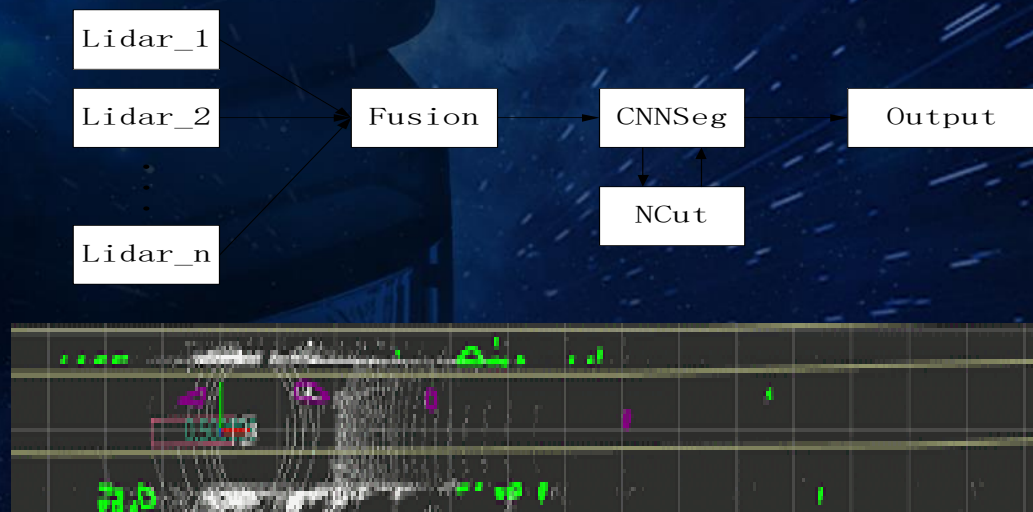 Lidar_1
Lidar_2
Fusion
CNNSeg
Output
NCut
Lidar_n